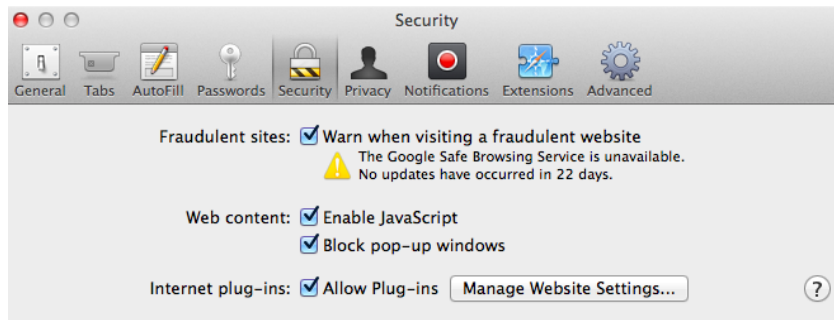 Security
General Tabs AutoFill Passwords Security Privacy Notifications Extensions Advanced
Fraudulent sites: Warn when visiting a fraudulent website
The Google Safe Browsing Service is unavailable.
No updates have occurred in 22 days.
Web content: Enable JavaScript
Block pop-up windows
Internet plug-ins: Allow Plug-ins Manage Website Settings... ?